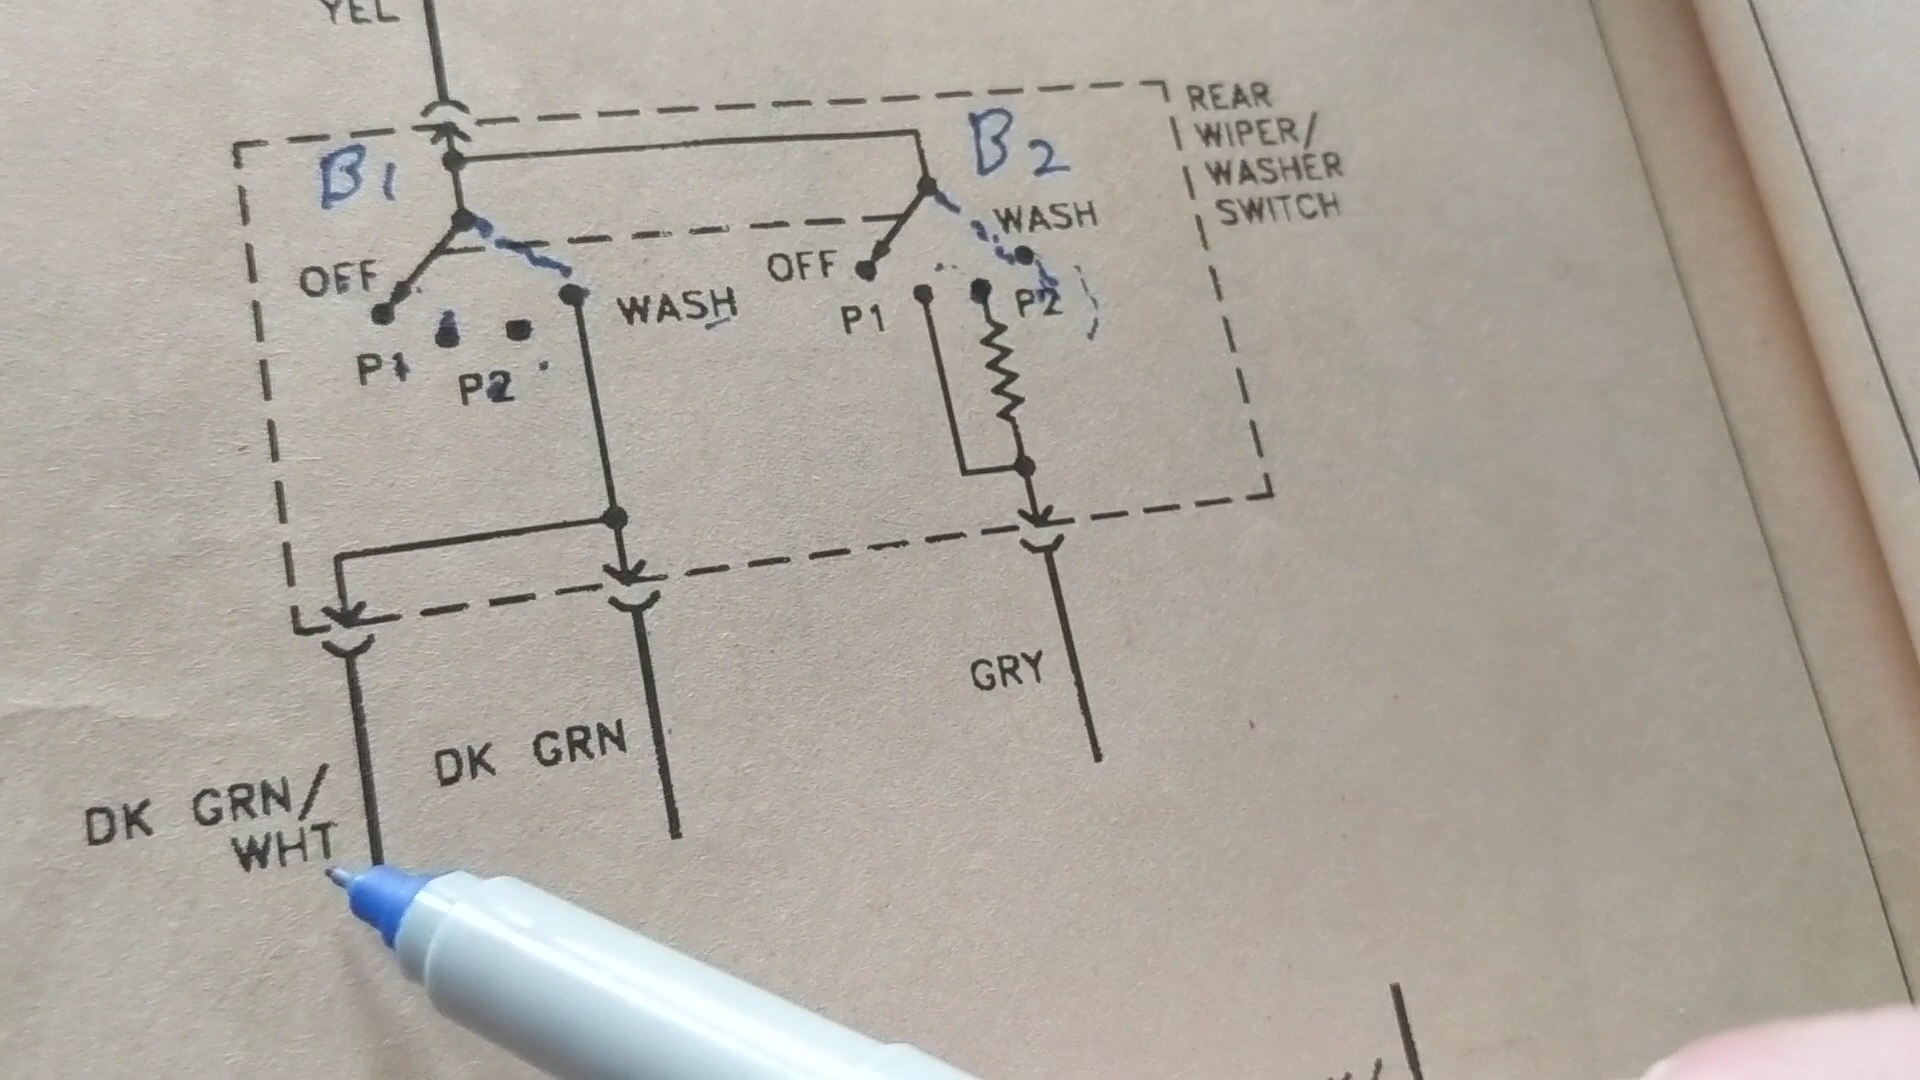 YEL
REAR
WIPER/
WASHER
SWITCH
B1
B2
WASH
OFF
OFF
WASH
P1
P2
P1
P2
GRY
DK GRN
DK GRN/
WHT